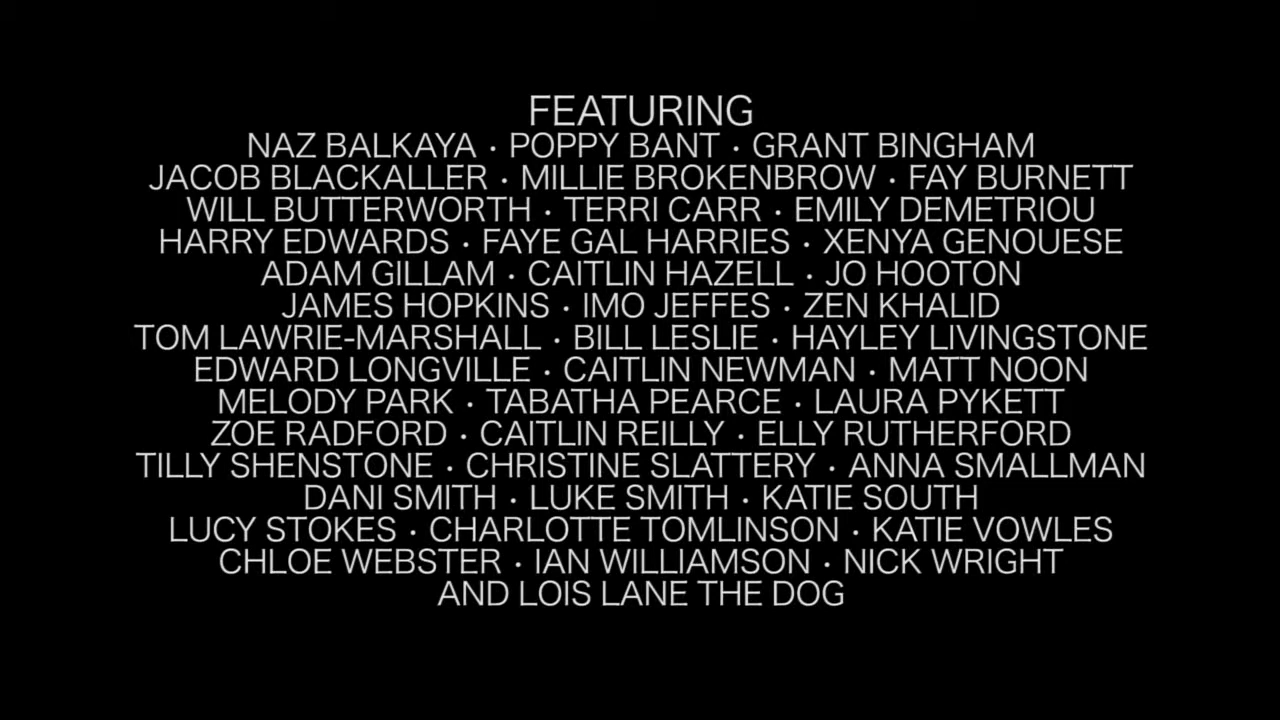 FEATURING
NAZ BALKAYA · POPPY BANT · GRANT BINGHAM
JACOB BLACKALLER · MILLIE BROKENBROW · FAY BURNETT
WILL BUTTERWORTH · TERRI CARR · EMILY DEMETRIOU
HARRY EDWARDS · FAYE GAL HARRIES · XENYA GENOUESE
ADAM GILLAM · CAITLIN HAZELL · JO HOOTON
JAMES HOPKINS · IMO JEFFES · ZEN KHALID
TOM LAWRIE-MARSHALL · BILL LESLIE · HAYLEY LIVINGSTONE
EDWARD LONGVILLE · CAITLIN NEWMAN · MATT NOON
MELODY PARK · TABATHA PEARCE · LAURA PYKETT
ZOE RADFORD · CAITLIN REILLY · ELLY RUTHERFORD
TILLY SHENSTONE · CHRISTINE SLATTERY · ANNA SMALLMAN
DANI SMITH · LUKE SMITH · KATIE SOUTH
LUCY STOKES · CHARLOTTE TOMLINSON · KATIE VOWLES
CHLOE WEBSTER · IAN WILLIAMSON · NICK WRIGHT
AND LOIS LANE THE DOG